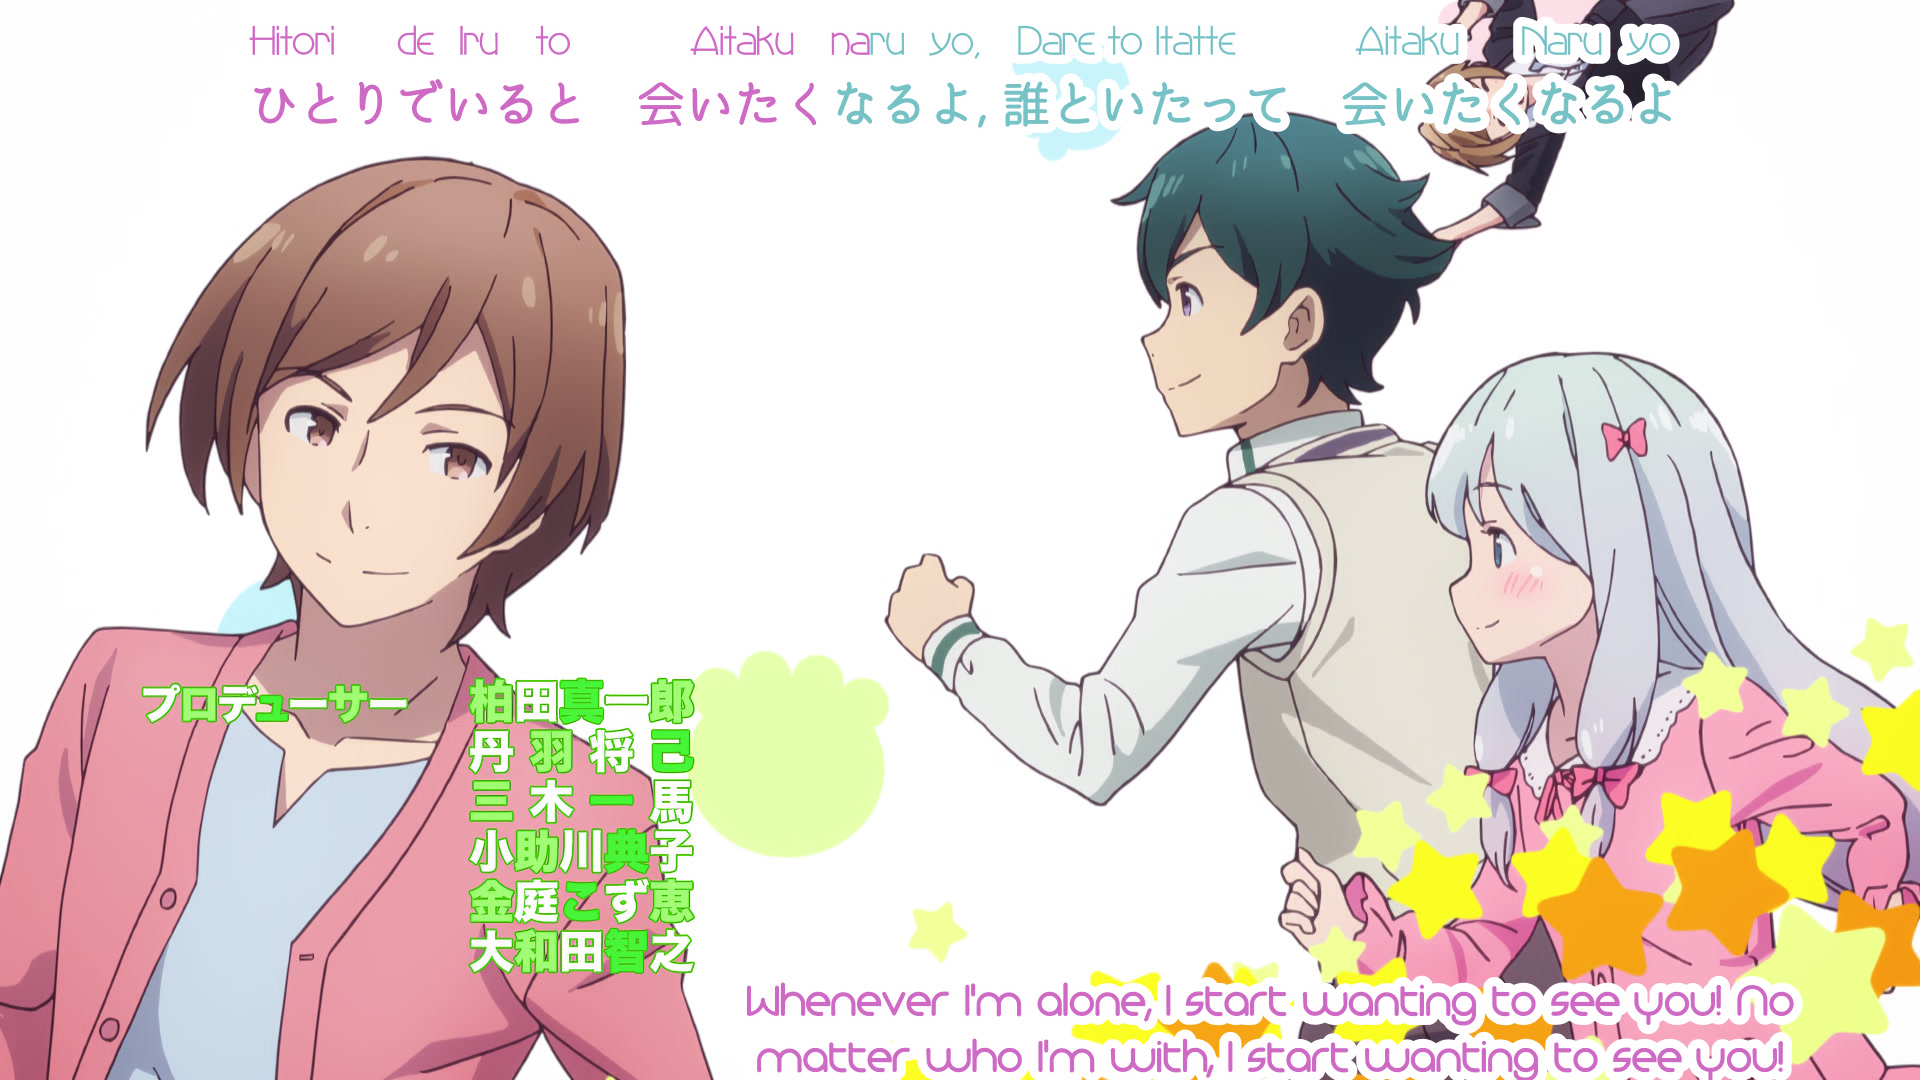 Hitori de Iru to Aitaku naru yo, Dare to Itatte Aitaku Naru yo
ひとりでいると 会いたくなるよ, 誰といたって 会いたくなるよ
プロデューサー 柏田真一郎
丹羽将己
三木一馬
小助川典子
金庭こず恵
大和田智之
Whenever I'm alone, I start wanting to see you! No
matter who I'm with, I start wanting to see you!